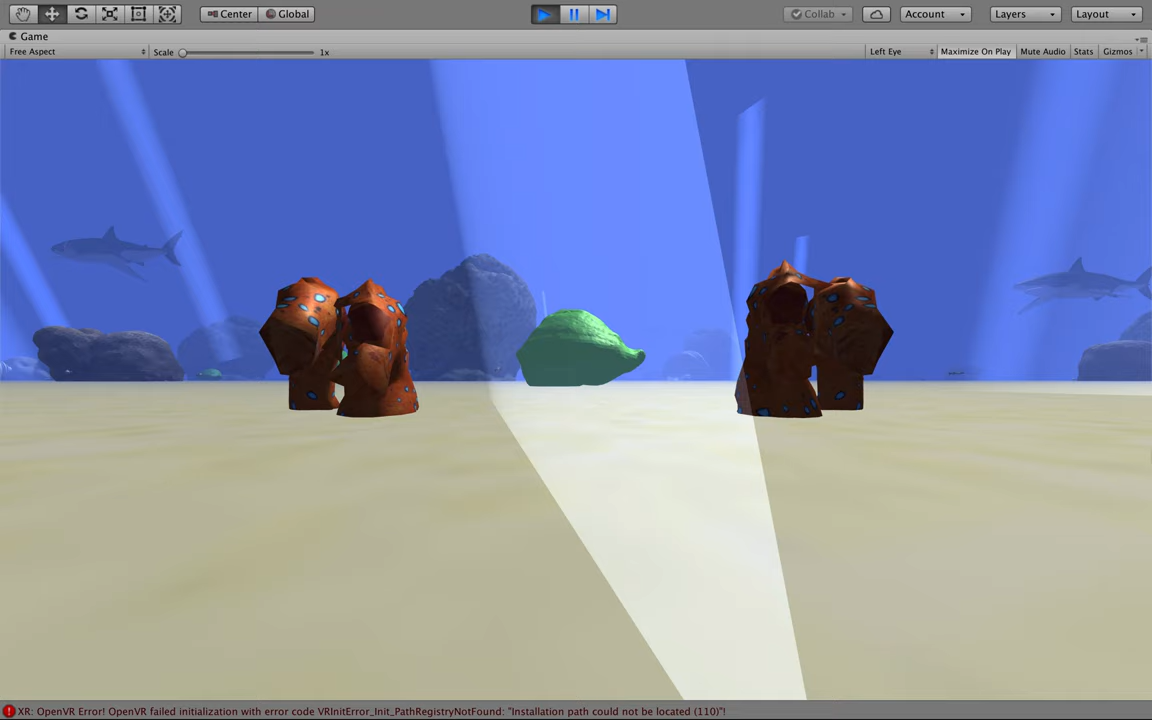 Center Global Collab Account Layers Layout
Game
Free Aspect Scale 1x Left Eye Maximize On Play Mute Audio Stats Gizmos
XR: OpenVR Error! OpenVR failed initialization with error code VRInitError_Init_PathRegistryNotFound: "Installation path could not be located (110)"!